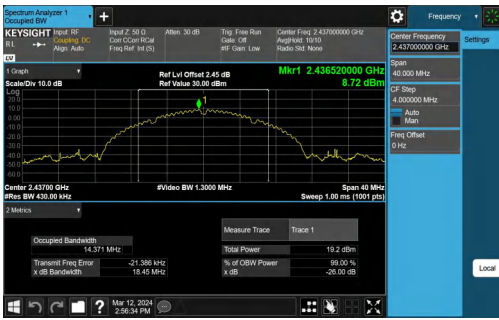 Spectrum Analyzer 1
Occupied BW
Frequency
KEYSIGHT
RL
Input: RF
Coupling: DC
Align: Auto
Input Z: 50 Ω
Corr CCorr RCal
Freq Ref: Int (S)
Atten: 30 dB
Trig: Free Run
Gate: Off
#IF Gain: Low
Center Freq: 2.437000000 GHz
Avg|Hold: 10/10
Radio Std: None
Center Frequency
2.437000000 GHz
Settings
Span
40.000 MHz
CF Step
4.000000 MHz
Auto
Man
Freq Offset
0 Hz
Local
1 Graph
Scale/Div 10.0 dB
Ref Lvl Offset 2.45 dB
Ref Value 30.00 dBm
Mkr1 2.436520000 GHz
8.72 dBm
Log
20.0
10.0
0.00
-10.0
-20.0
-30.0
-40.0
-50.0
-60.0
1
Center 2.43700 GHz
#Res BW 430.00 kHz
#Video BW 1.3000 MHz
Span 40 MHz
Sweep 1.00 ms (1001 pts)
2 Metrics
Measure Trace
Trace 1
Occupied Bandwidth
14.371 MHz
Total Power
19.2 dBm
Transmit Freq Error
-21.386 kHz
% of OBW Power
99.00 %
x dB Bandwidth
18.45 MHz
x dB
-26.00 dB
?
Mar 12, 2024
2:56:34 PM